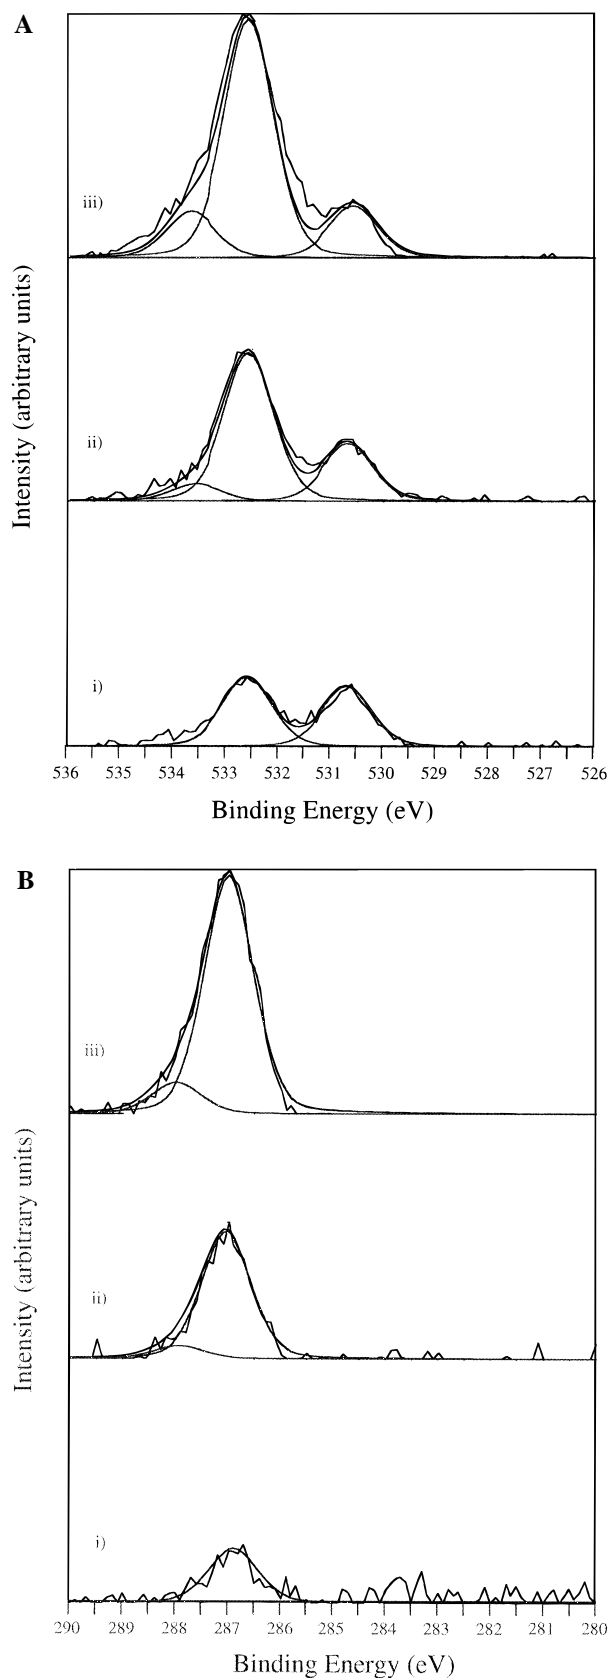 A
iii)
ii)
i)
Intensity (arbitrary units)
536 535 534 533 532 531 530 529 528 527 526
Binding Energy (eV)
B
iii)
ii)
i)
Intensity (arbitrary units)
290 289 288 287 286 285 284 283 282 281 280
Binding Energy (eV)